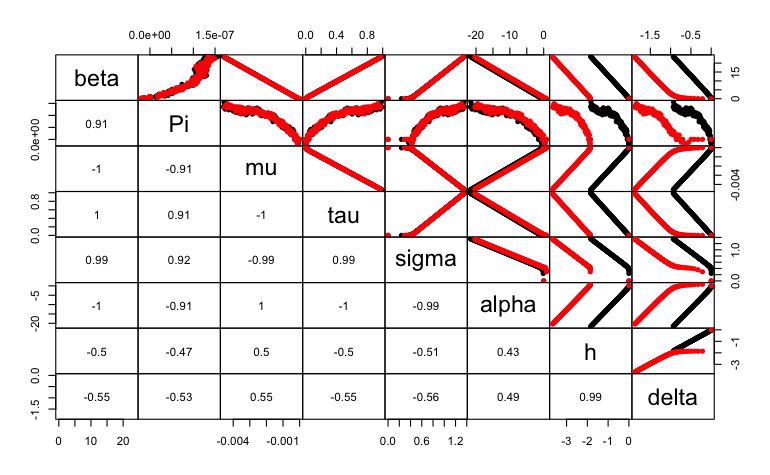 0.0e+00 1.5e-07 0.0 0.4 0.8 -20 -10 0 -1.5 -0.5
beta 0 15
0.0e+00 0.91 Pi
-1 -0.91 mu -0.004
0.0 0.8 1 0.91 -1 tau
0.99 0.92 -0.99 0.99 sigma 0.0 1.0
-20 -5 -1 -0.91 1 -1 -0.99 alpha
-0.5 -0.47 0.5 -0.5 -0.51 0.43 h -3 -1
-1.5 0.0 -0.55 -0.53 0.55 -0.55 -0.56 0.49 0.99 delta
0 10 20 -0.004 -0.001 0.0 0.6 1.2 -3 -2 -1 0